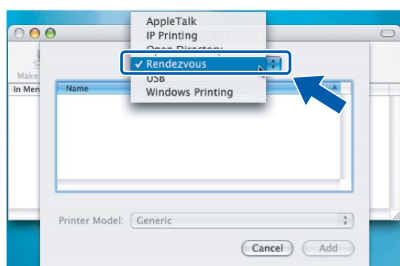 AppleTalk
IP Printing
Open Directory
✓ Rendezvous
USB
Windows Printing
Make
In Men
Name
Printer Model: Generic
Cancel Add